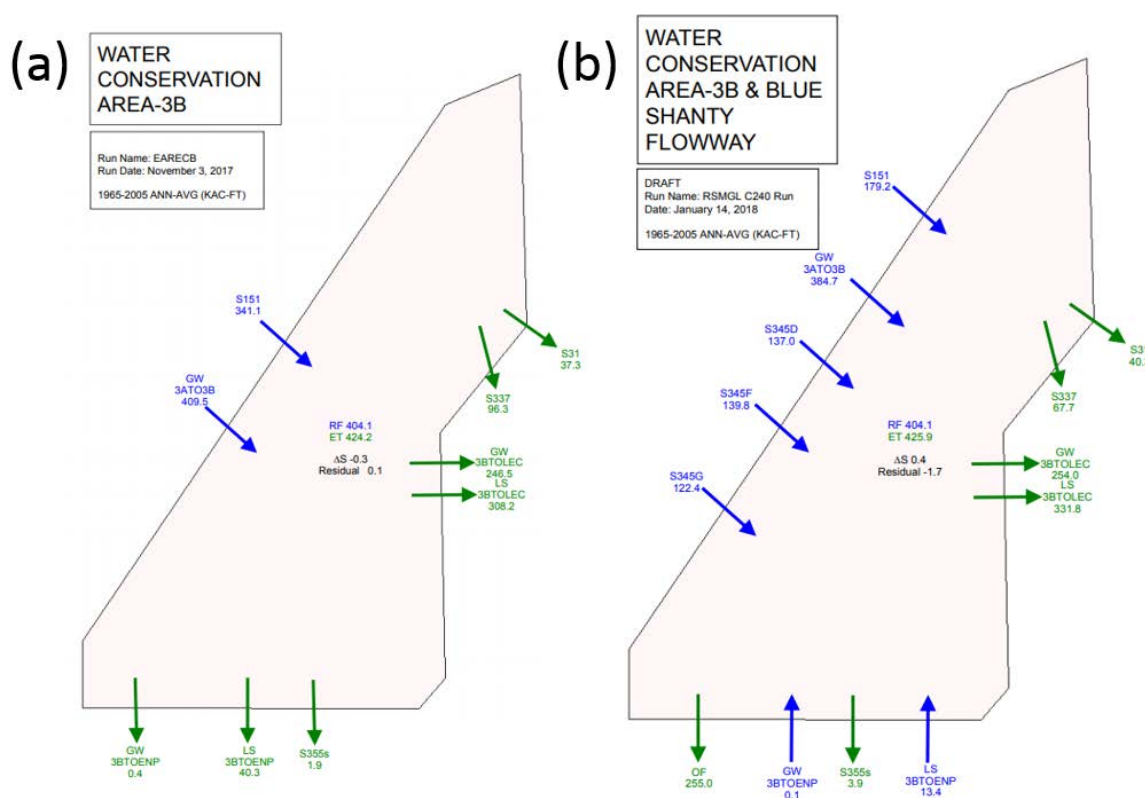 (a)
WATER
CONSERVATION
AREA-3B
Run Name: EARECB
Run Date: November 3, 2017
1965-2005 ANN-AVG (KAC-FT)
S151
341.1
GW
3ATO3B
409.5
S31
37.3
S337
96.3
RF 404.1
ET 424.2
ΔS -0.3
Residual 0.1
GW
3BTOLEC
246.5
LS
3BTOLEC
308.2
GW
3BTOENP
0.4
LS
3BTOENP
40.3
S355s
1.9
(b)
WATER
CONSERVATION
AREA-3B & BLUE
SHANTY
FLOWWAY
DRAFT
Run Name: RSMGL C240 Run
Date: January 14, 2018
1965-2005 ANN-AVG (KAC-FT)
S151
179.2
GW
3ATO3B
384.7
S345D
137.0
S345F
139.8
S345G
122.4
S337
67.7
RF 404.1
ET 425.9
ΔS 0.4
Residual -1.7
GW
3BTOLEC
254.0
LS
3BTOLEC
331.8
OF
255.0
GW
3BTOENP
0.1
S355s
3.9
LS
3BTOENP
13.4